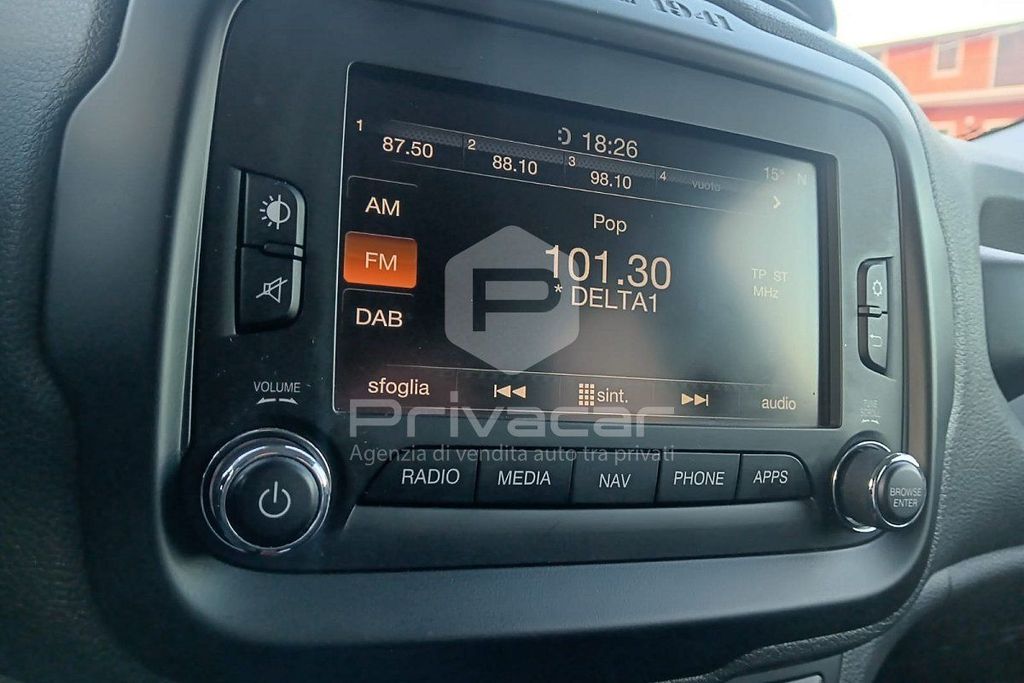 1941
18:26
15° N
1 87.50
2 88.10
3 98.10
4 vuoto
AM
FM
DAB
Pop
101.30
* DELTA1
TP ST
MHz
P
sfoglia
sint.
audio
Privacar
Agenzia di vendita auto tra privati
VOLUME
RADIO
MEDIA
NAV
PHONE
APPS
BROWSE
ENTER